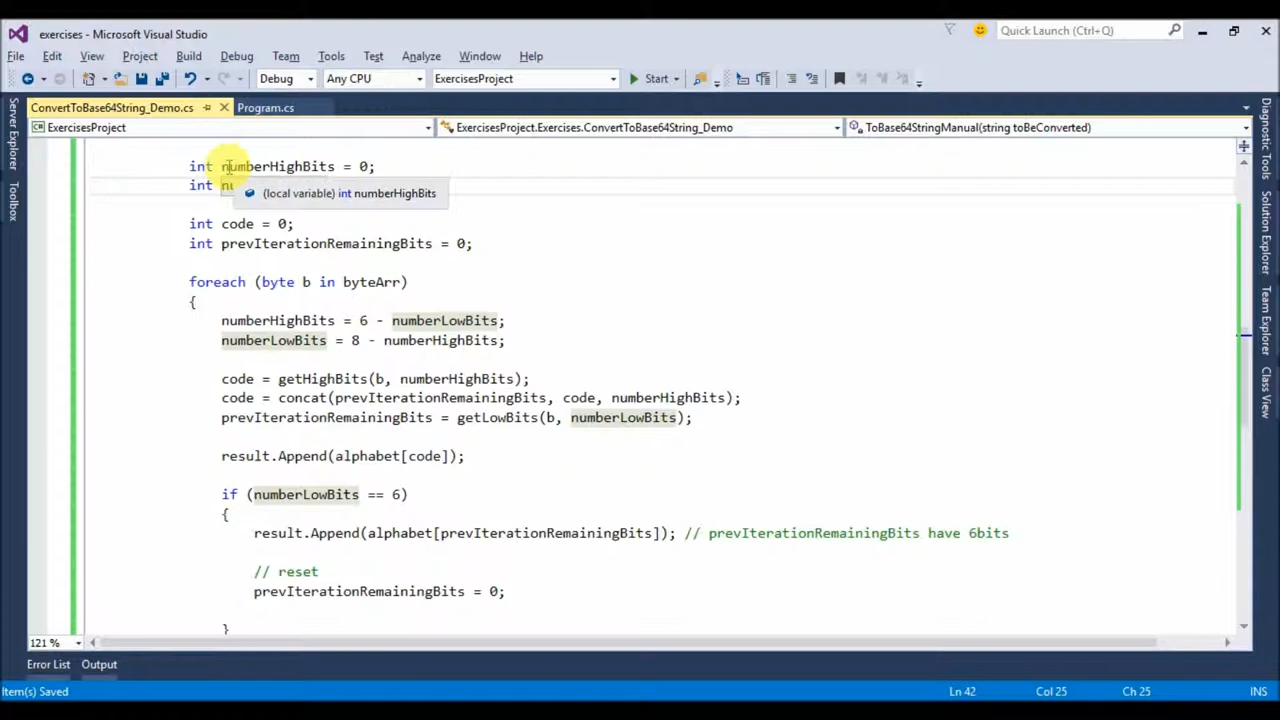 exercises - Microsoft Visual Studio
Quick Launch (Ctrl+Q)
File Edit View Project Build Debug Team Tools Test Analyze Window Help
Debug Any CPU ExercisesProject Start
ConvertToBase64String_Demo.cs Program.cs
ExercisesProject ExercisesProject.Exercises.ConvertToBase64String_Demo ToBase64StringManual(string toBeConverted)
Server Explorer
Toolbox
int numberHighBits = 0;
int nu
(local variable) int numberHighBits
int code = 0;
int prevIterationRemainingBits = 0;
foreach (byte b in byteArr)
{
numberHighBits = 6 - numberLowBits;
numberLowBits = 8 - numberHighBits;
code = getHighBits(b, numberHighBits);
code = concat(prevIterationRemainingBits, code, numberHighBits);
prevIterationRemainingBits = getLowBits(b, numberLowBits);
result.Append(alphabet[code]);
if (numberLowBits == 6)
{
result.Append(alphabet[prevIterationRemainingBits]); // prevIterationRemainingBits have 6bits
// reset
prevIterationRemainingBits = 0;
}
Diagnostic Tools
Solution Explorer
Team Explorer
Class View
121 %
Error List Output
Item(s) Saved Ln 42 Col 25 Ch 25 INS